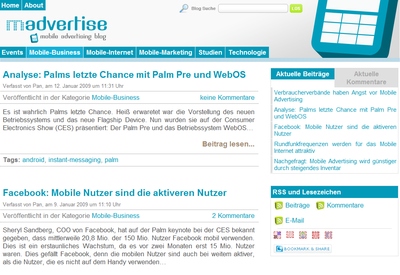 Home
About
Blog Suche
LOG IN
madvertise
mobile advertising blog
Events
Mobile-Business
Mobile-Internet
Mobile-Marketing
Studien
Technologie
Analyse: Palms letzte Chance mit Palm Pre und WebOS
Verfasst von Pan, am 12. Januar 2009 um 11:31 Uhr
Veröffentlicht in der Kategorie Mobile-Business
keine Kommentare
Es ist wahrlich Palms letzte Chance. Heiß erwaretet war die Vorstellung des neuen
Betriebssystems und das neue Flagship Device. Nun wurden sie auf der Consumer
Electronics Show (CES) präsentiert: Der Palm Pre und das Betriebssystem WebOS...
Beitrag lesen...
Tags: android, instant-messaging, palm
Facebook: Mobile Nutzer sind die aktiveren Nutzer
Verfasst von Pan, am 9. Januar 2009 um 11:10 Uhr
Veröffentlicht in der Kategorie Mobile-Business
2 Kommentare
Sheryl Sandberg, COO von Facebook, hat auf der Palm keynote bei der CES bekannt
gegeben, dass mittlerweile 20,8 Mio. der 150 Mio. Nutzer Facebook mobil verwenden.
Dies ist ein erstaunliches Wachstum, da es vor zwei Monaten erst 15 Mio. Nutzer
waren. Dies gefällt Facebook, denn die mobilen Nutzer sind auch bei weitem aktiver,
als die Nutzer, die es nicht auf dem Handy verwenden...
Aktuelle Beiträge
Aktuelle
Kommentare
Verbraucherverbände haben Angst vor Mobile
Advertising
Analyse: Palms letzte Chance mit Palm Pre
und WebOS
Facebook: Mobile Nutzer sind die aktiveren
Nutzer
Rundfunkfrequenzen werden für das Mobile
Internet attraktiv
Nachgefragt: Mobile Advertising wird günstiger
durch steigendes Inventar
RSS und Lesezeichen
Beiträge
Kommentare
E-Mail
BOOKMARK & SHARE